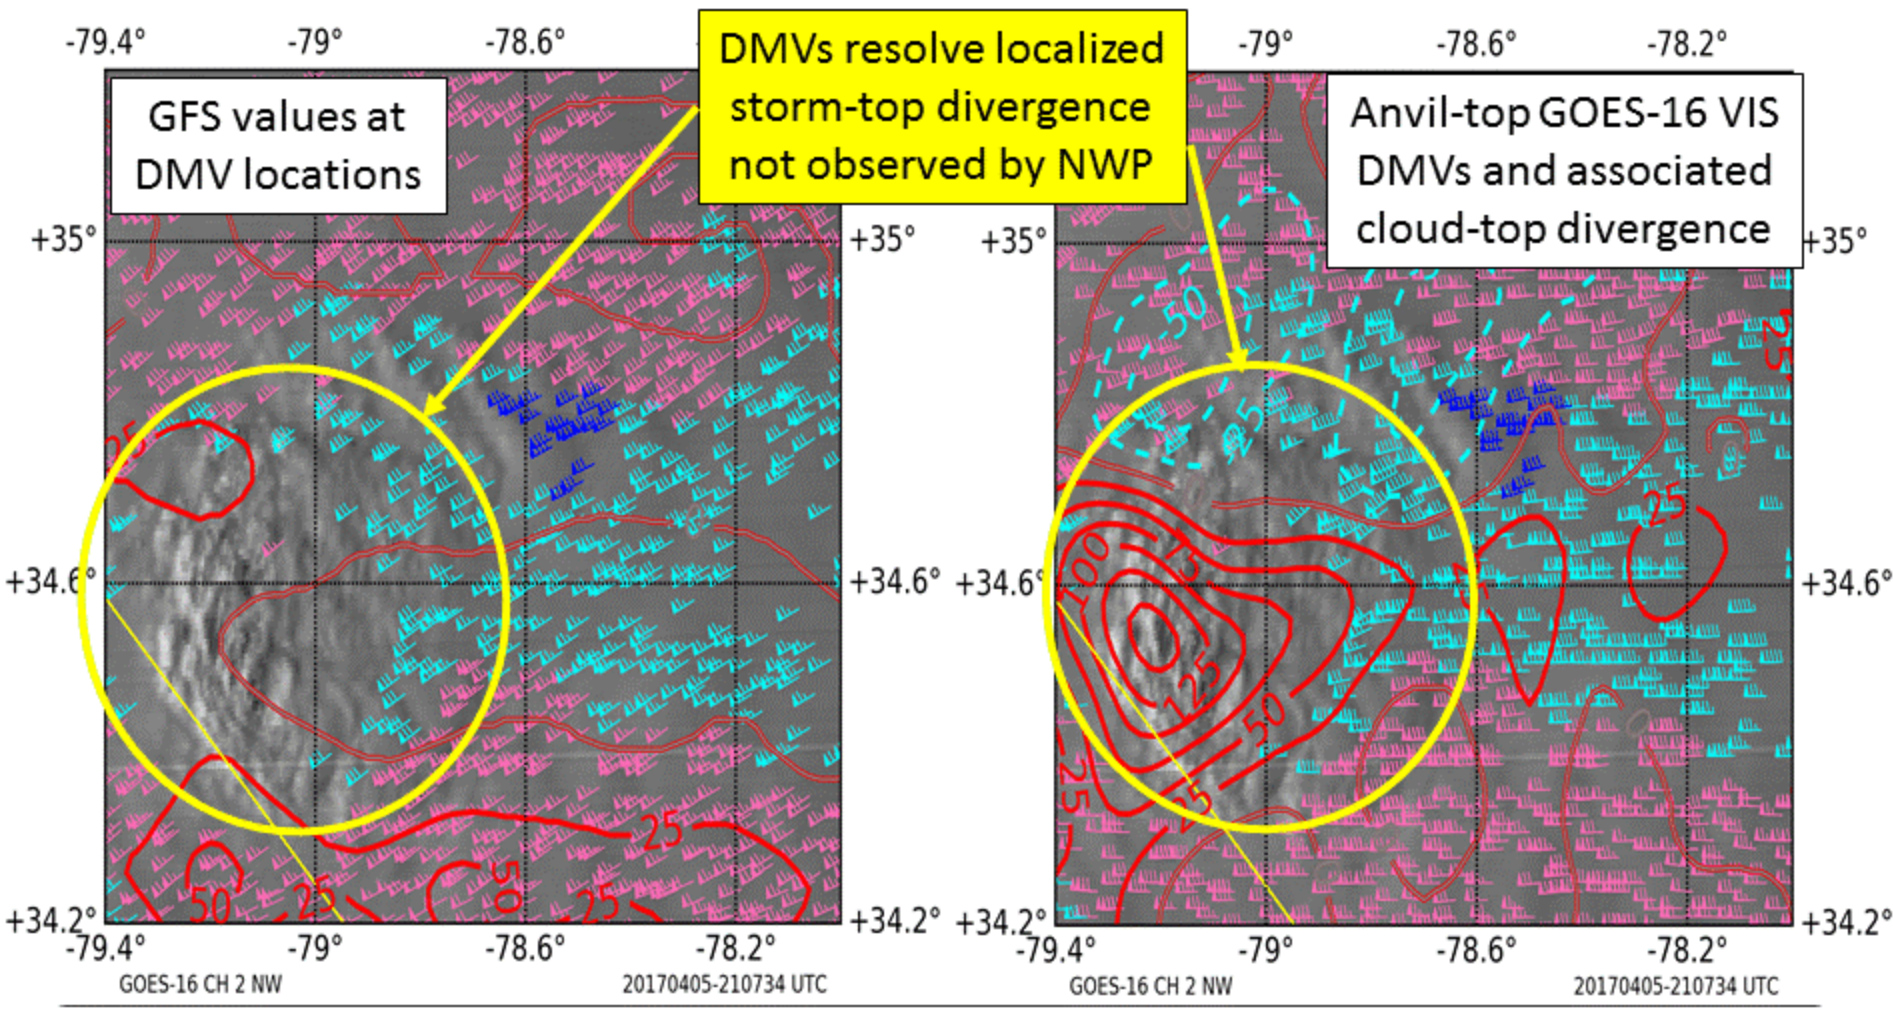 -79.4° -79° -78.6° -79° -78.6° -78.2°
DMVs resolve localized
storm-top divergence
not observed by NWP
GFS values at
DMV locations
Anvil-top GOES-16 VIS
DMVs and associated
cloud-top divergence
+35° +35° +35° +35°
-50
-25
25
25
25
100
75
+34.6° +34.6° +34.6° +34.6°
125
50
25
-25
0
0
25
50
25
50
25
+34.2° +34.2° +34.2° +34.2°
-79.4° -79° -78.6° -78.2° -79.4° -79° -78.6° -78.2°
GOES-16 CH 2 NW 20170405-210734 UTC GOES-16 CH 2 NW 20170405-210734 UTC